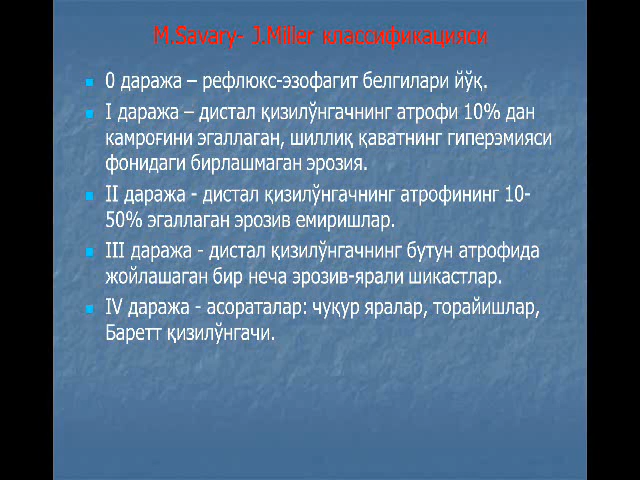 M.Savary- J.Miller классификацияси
0 даража – рефлюкс-эзофагит белгилари йўқ.
I даража – дистал қизилўнгачнинг атрофи 10% дан
камроғини эгаллаган, шиллиқ қаватнинг гиперэмияси
фонидаги бирлашмаган эрозия.
II даража - дистал қизилўнгачнинг атрофининг 10-
50% эгаллаган эрозив емиришлар.
III даража - дистал қизилўнгачнинг бутун атрофида
жойлашаган бир неча эрозив-ярали шикастлар.
IV даража - асораталар: чуқур яралар, торайишлар,
Баретт қизилўнгачи.